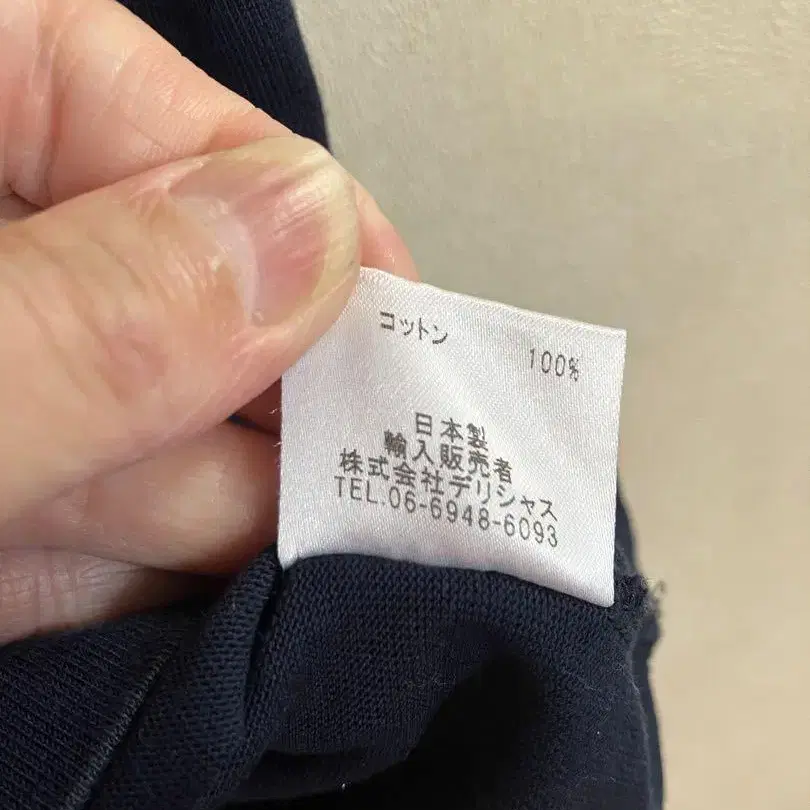 コットン 100%
日本製
輸入販売者
株式会社デリシャス
TEL.06-6948-6093